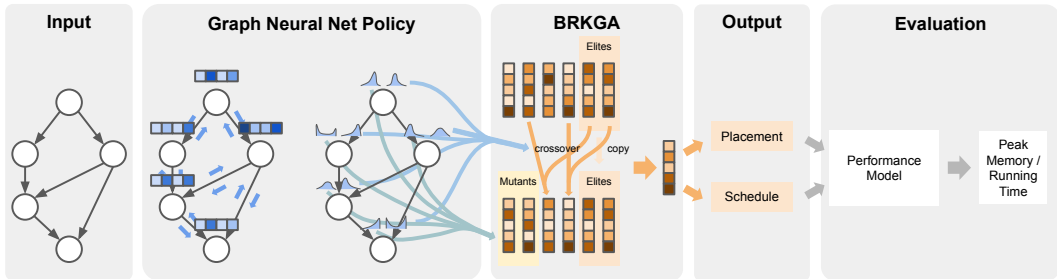 Input
Graph Neural Net Policy
BRKGA
Elites
crossover
copy
Mutants
Elites
Output
Placement
Schedule
Evaluation
Performance
Model
Peak
Memory /
Running
Time